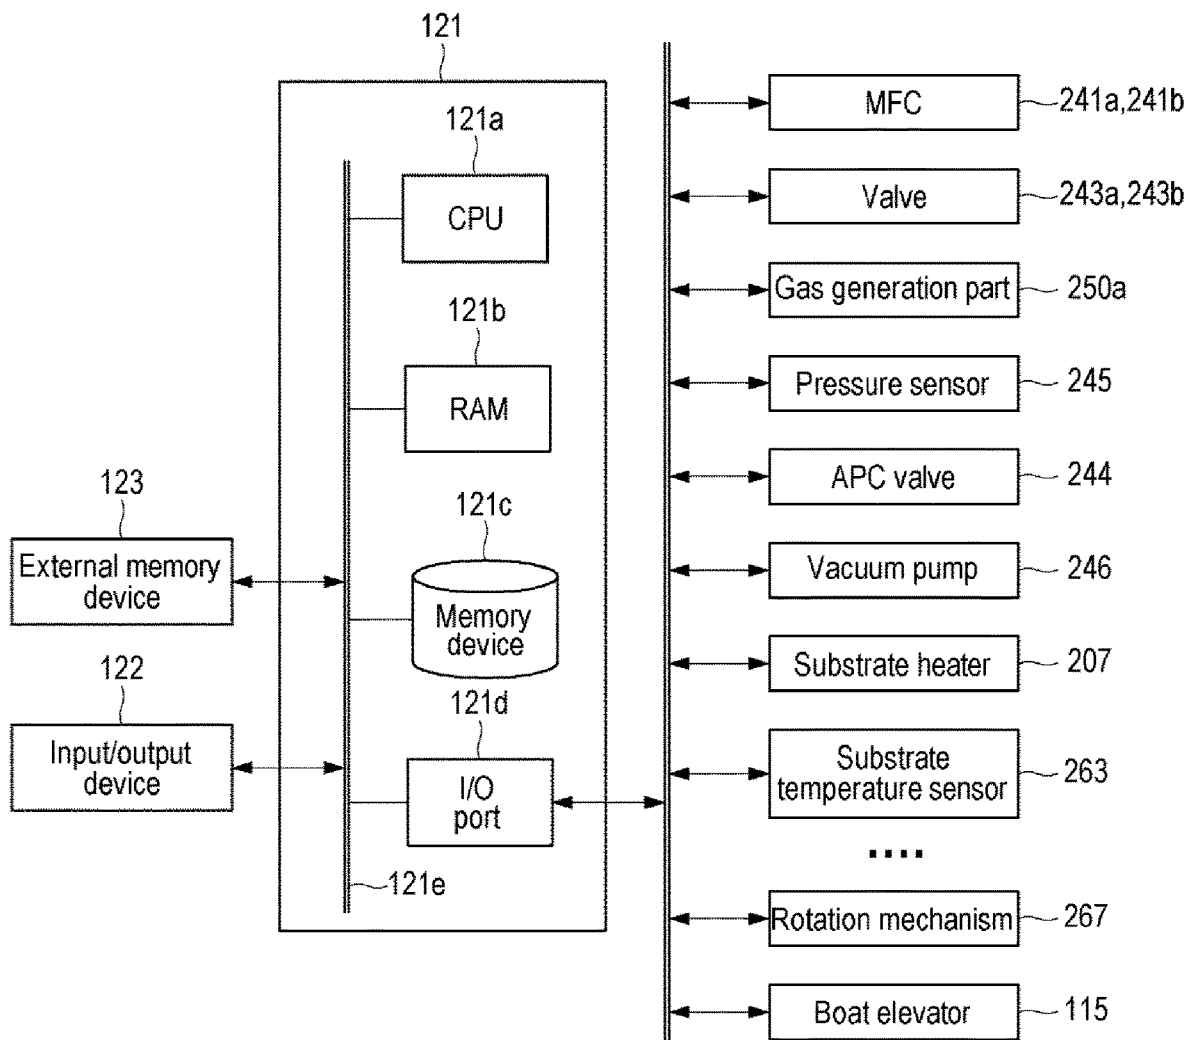 121
121a
CPU
121b
RAM
123
External memory
device
121c
Memory
device
122
Input/output
device
121d
I/O
port
121e
MFC
241a,241b
Valve
243a,243b
Gas generation part
250a
Pressure sensor
245
APC valve
244
Vacuum pump
246
Substrate heater
207
Substrate
temperature sensor
263
....
Rotation mechanism
267
Boat elevator
115